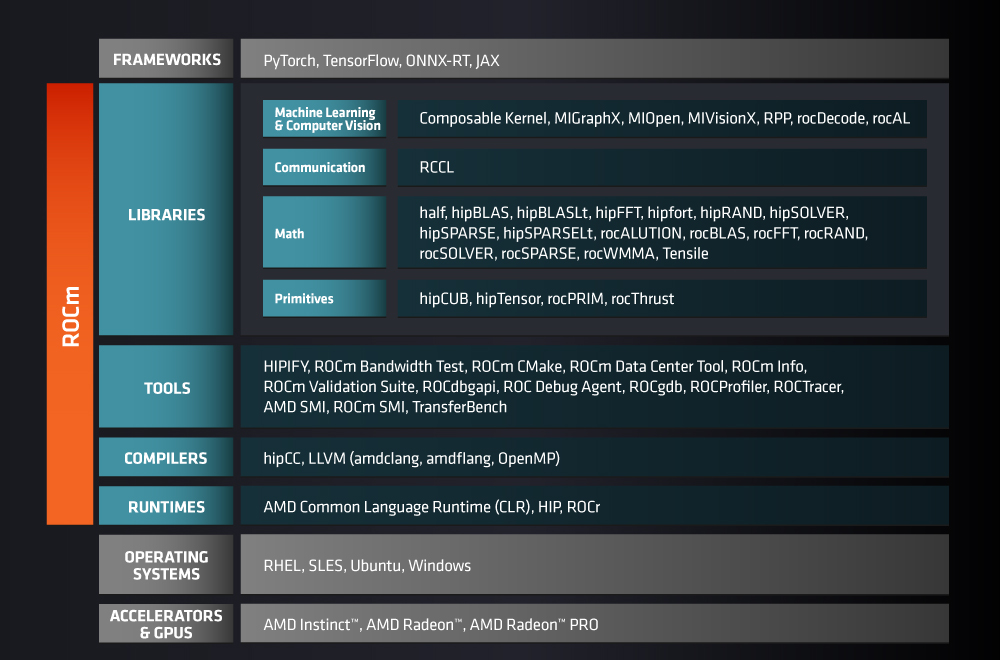 FRAMEWORKS
PyTorch, TensorFlow, ONNX-RT, JAX
ROCm
LIBRARIES
Machine Learning
& Computer Vision
Composable Kernel, MIGraphX, MIOpen, MIVisionX, RPP, rocDecode, rocAL
Communication
RCCL
Math
half, hipBLAS, hipBLASLt, hipFFT, hipfort, hipRAND, hipSOLVER,
hipSPARSE, hipSPARSELt, rocALUTION, rocBLAS, rocFFT, rocRAND,
rocSOLVER, rocSPARSE, rocWMMA, Tensile
Primitives
hipCUB, hipTensor, rocPRIM, rocThrust
TOOLS
HIPIFY, ROCm Bandwidth Test, ROCm CMake, ROCm Data Center Tool, ROCm Info,
ROCm Validation Suite, ROCdbgapi, ROC Debug Agent, ROCgdb, ROCProfiler, ROCTracer,
AMD SMI, ROCm SMI, TransferBench
COMPILERS
hipCC, LLVM (amdclang, amdflang, OpenMP)
RUNTIMES
AMD Common Language Runtime (CLR), HIP, ROCr
OPERATING
SYSTEMS
RHEL, SLES, Ubuntu, Windows
ACCELERATORS
& GPUS
AMD Instinct™, AMD Radeon™, AMD Radeon™ PRO